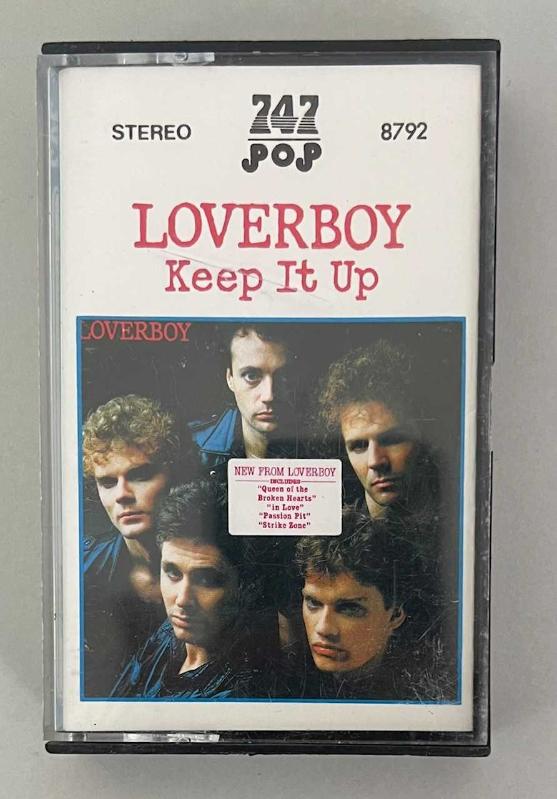 STEREO
747
POP
8792
LOVERBOY
Keep It Up
LOVERBOY
NEW FROM LOVERBOY
INCLUDES
"Queen of the
Broken Hearts"
"in Love"
"Passion Pit"
"Strike Zone"